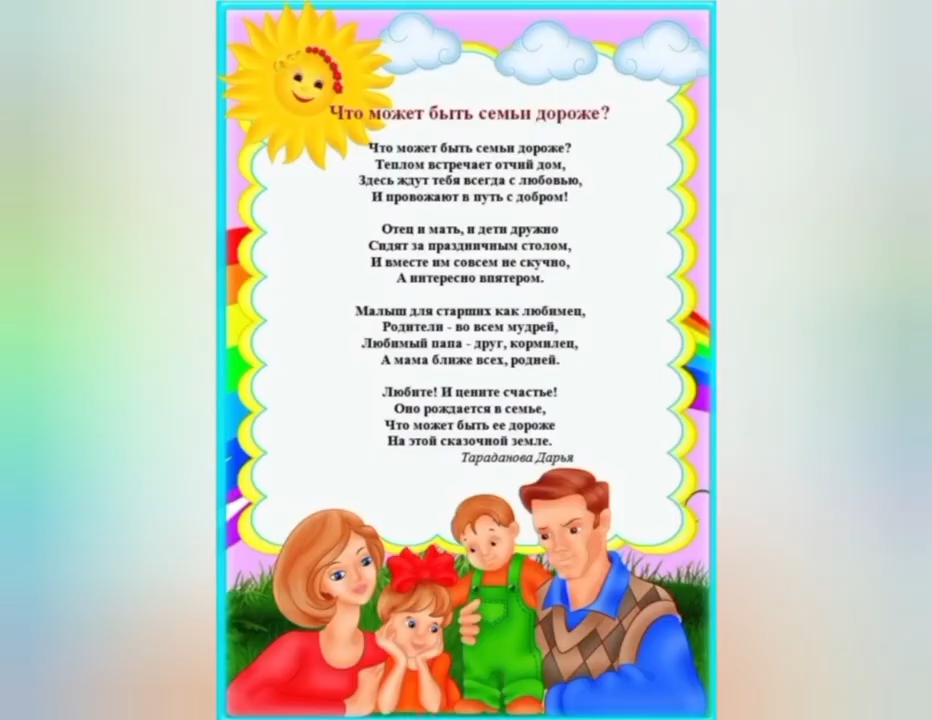 Что может быть семьи дороже?
Что может быть семьи дороже?
Теплом встречает отчий дом,
Здесь ждут тебя всегда с любовью,
И провожают в путь с добром!
Отец и мать, и дети дружно
Сидят за праздничным столом,
И вместе им совсем не скучно,
А интересно впятером.
Малыш для старших как любимец,
Родители - во всем мудрей,
Любимый папа - друг, кормилец,
А мама ближе всех, родней.
Любите! И цените счастье!
Оно рождается в семье,
Что может быть ее дороже
На этой сказочной земле.
Тараданова Дарья